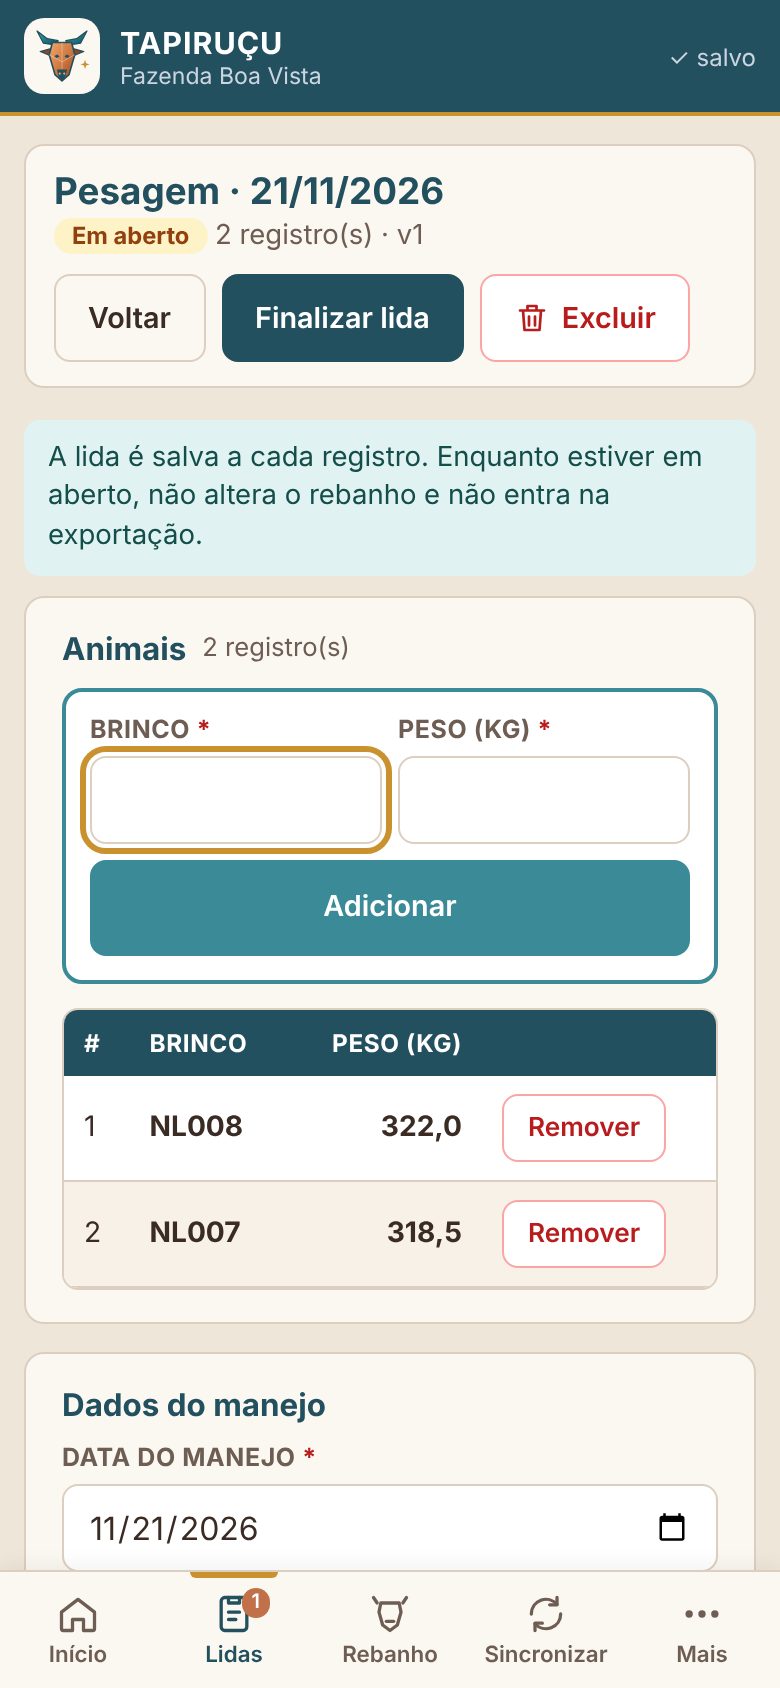 TAPIRUÇU
Fazenda Boa Vista
✓ salvo
Pesagem · 21/11/2026
Em aberto 2 registro(s) · v1
Voltar
Finalizar lida
Excluir
A lida é salva a cada registro. Enquanto estiver em
aberto, não altera o rebanho e não entra na
exportação.
Animais 2 registro(s)
BRINCO * PESO (KG) *
Adicionar
# BRINCO PESO (KG)
1 NL008 322,0 Remover
2 NL007 318,5 Remover
Dados do manejo
DATA DO MANEJO *
11/21/2026
1
Início Lidas Rebanho Sincronizar Mais